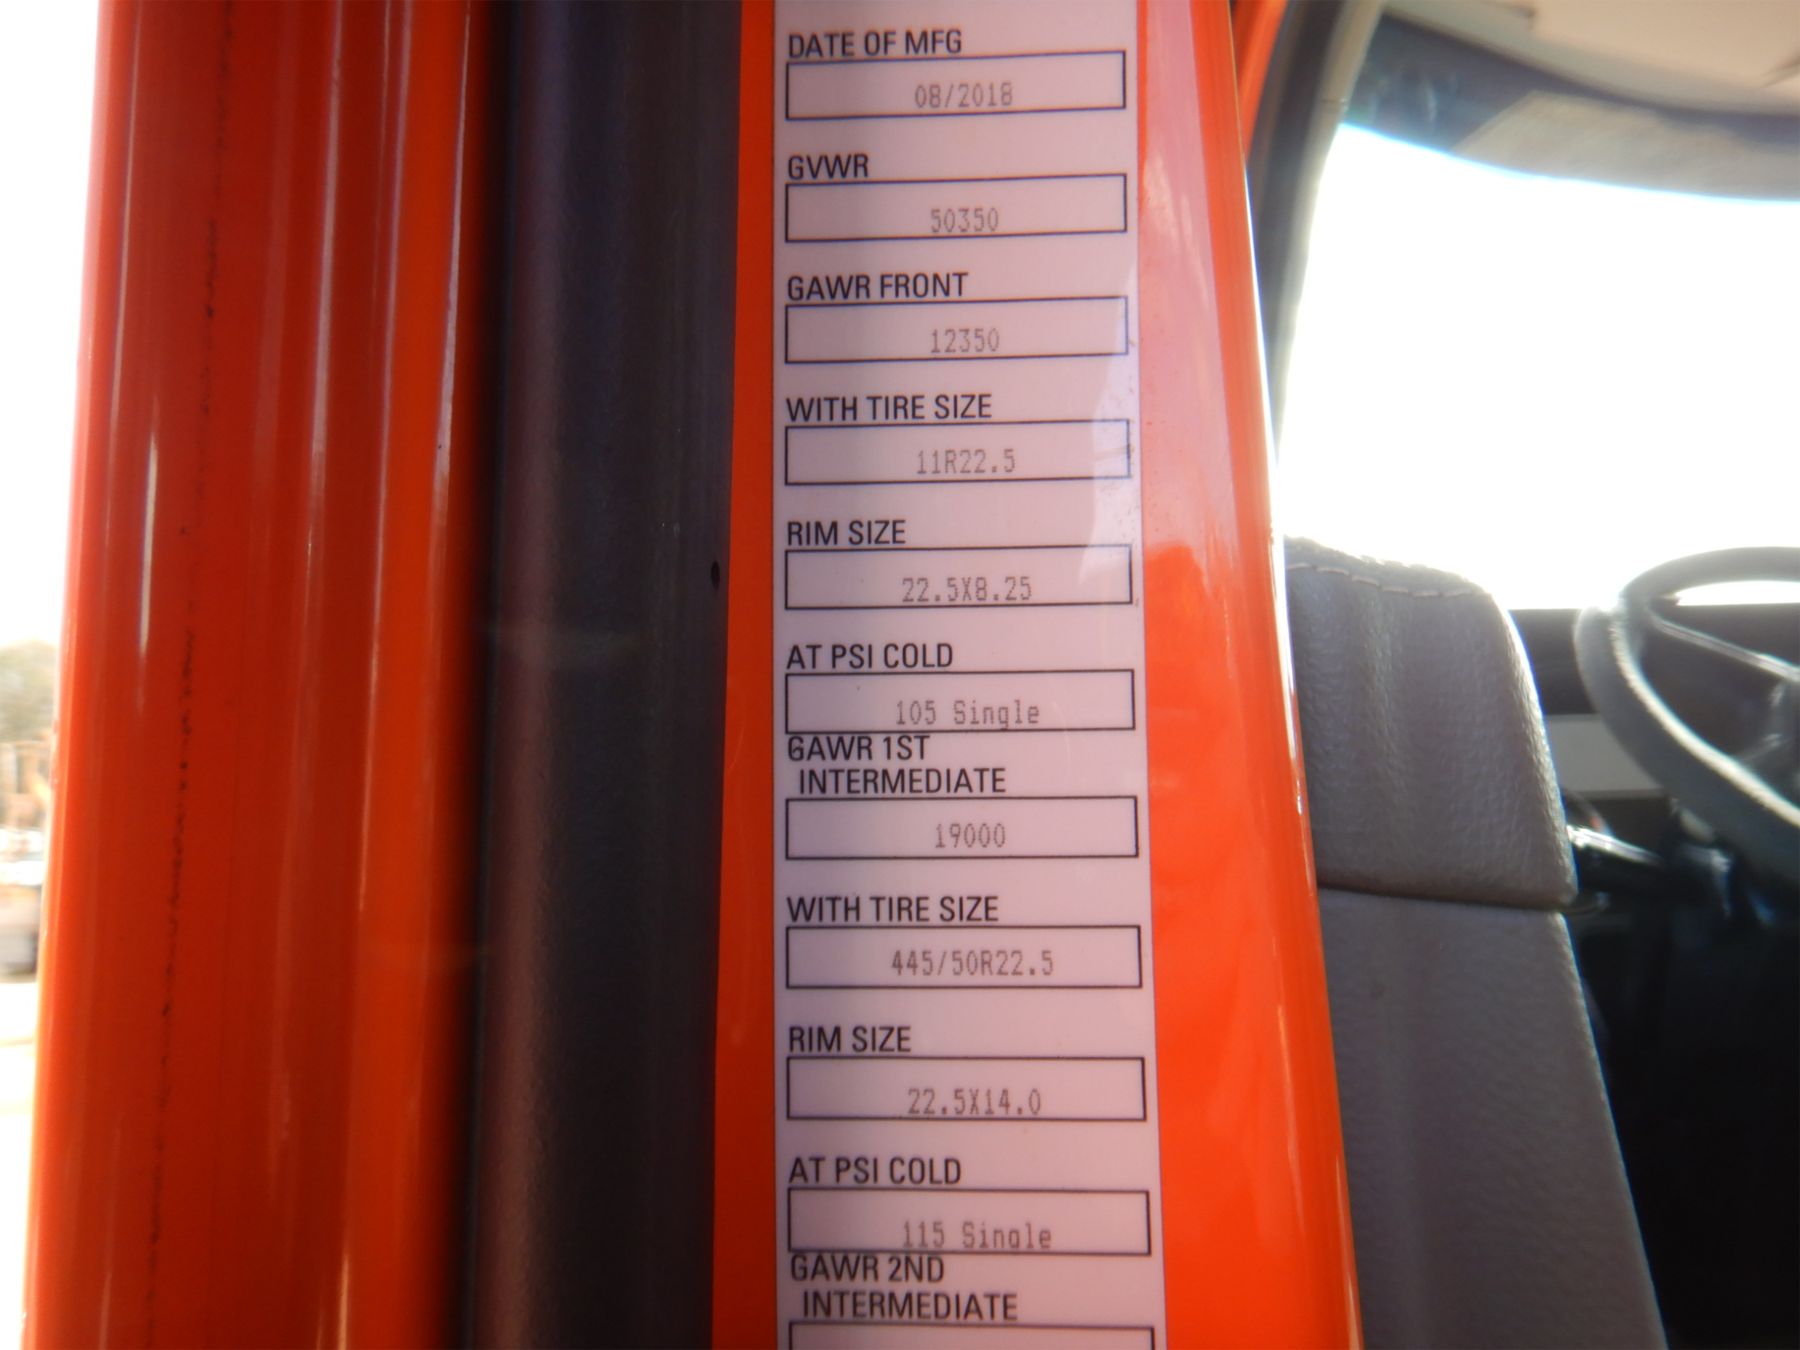 DATE OF MFG
08/2018
GVWR
50350
GAWR FRONT
12350
WITH TIRE SIZE
11R22.5
RIM SIZE
22.5X8.25
AT PSI COLD
105 Single
GAWR 1ST
INTERMEDIATE
19000
WITH TIRE SIZE
445/50R22.5
RIM SIZE
22.5X14.0
AT PSI COLD
115 Single
GAWR 2ND
INTERMEDIATE